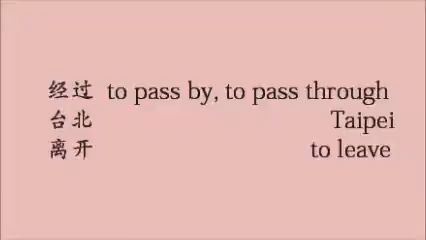 经过 to pass by, to pass through
台北 Taipei
离开 to leave